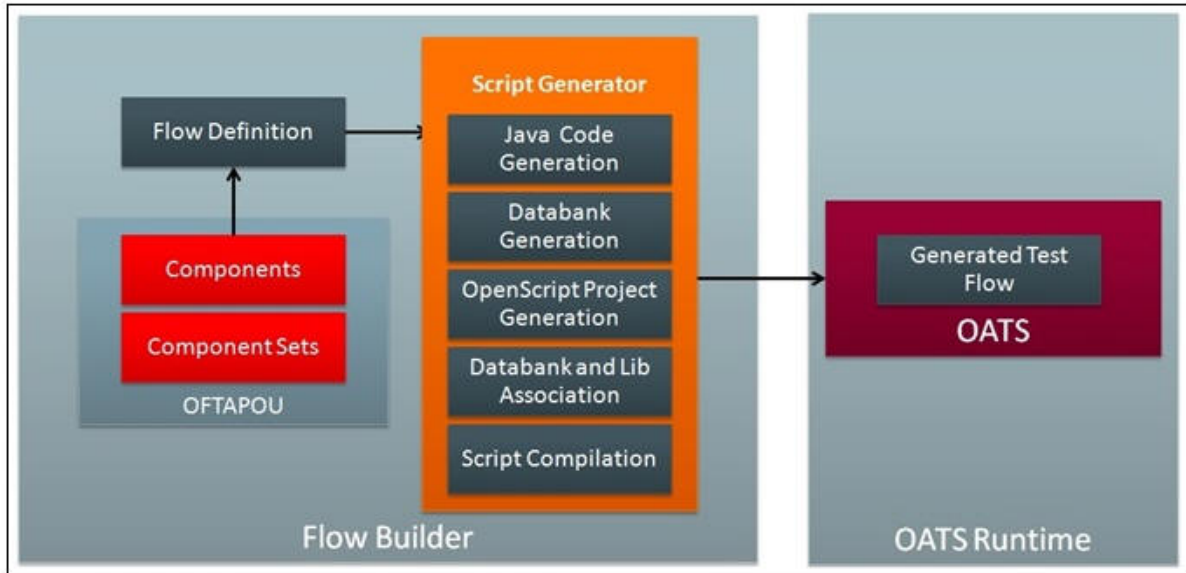 Flow Definition
Components
Component Sets
OFTAPOU
Script Generator
Java Code
Generation
Databank
Generation
OpenScript Project
Generation
Databank and Lib
Association
Script Compilation
Flow Builder
Generated Test
Flow
OATS
OATS Runtime